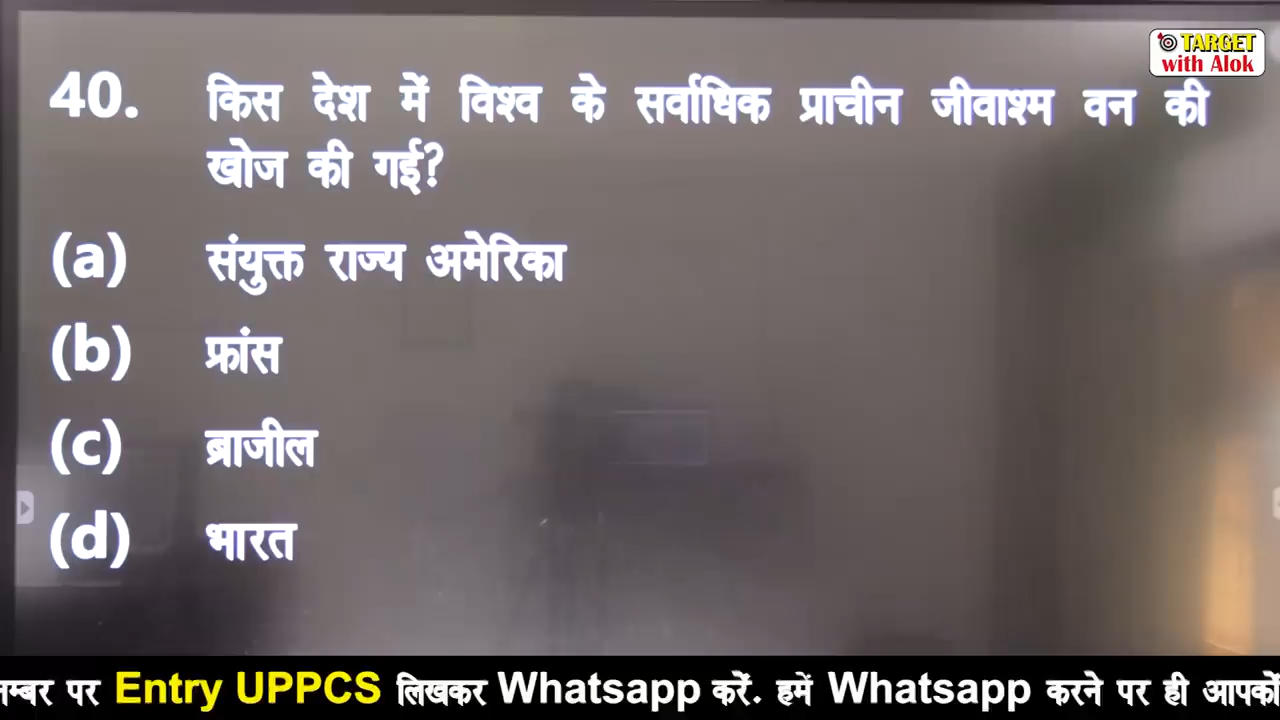 TARGET
with Alok
40. किस देश में विश्व के सर्वाधिक प्राचीन जीवाश्म वन की
खोज की गई?
(a) संयुक्त राज्य अमेरिका
(b) फ्रांस
(c) ब्राजील
(d) भारत
पर Entry UPPCS लिखकर Whatsapp करें. हमें Whatsapp करने पर ही आपको